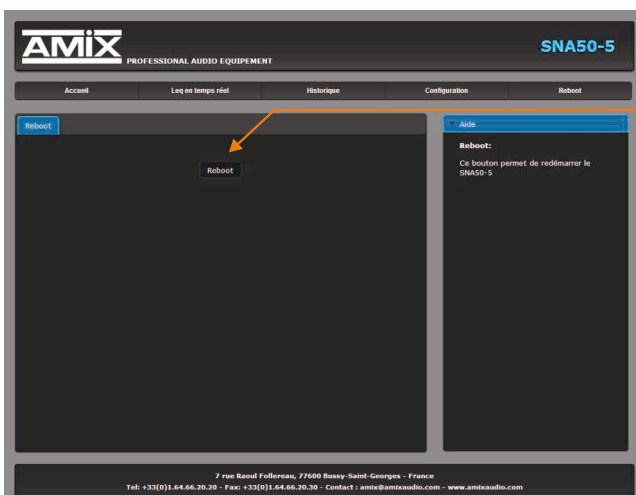 AMIX
PROFESSIONAL AUDIO EQUIPEMENT
SNA50-5
Accueil
Leq en temps réel
Historique
Configuration
Reboot
Reboot
Reboot
Aide
Reboot:
Ce bouton permet de redémarrer le
SNA50-5
7 rue Raoul Follereau, 77600 Bussy-Saint-Georges - France
Tel: +33(0)1.64.66.20.20 - Fax: +33(0)1.64.66.20.30 - Contact : amix@amixaudio.com - www.amixaudio.com